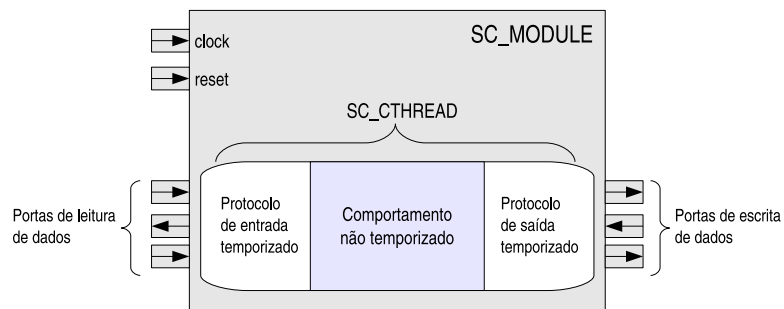 SC_MODULE
clock
reset
SC_CTHREAD
Portas de leitura
de dados
Protocolo
de entrada
temporizado
Comportamento
não temporizado
Protocolo
de saída
temporizado
Portas de escrita
de dados